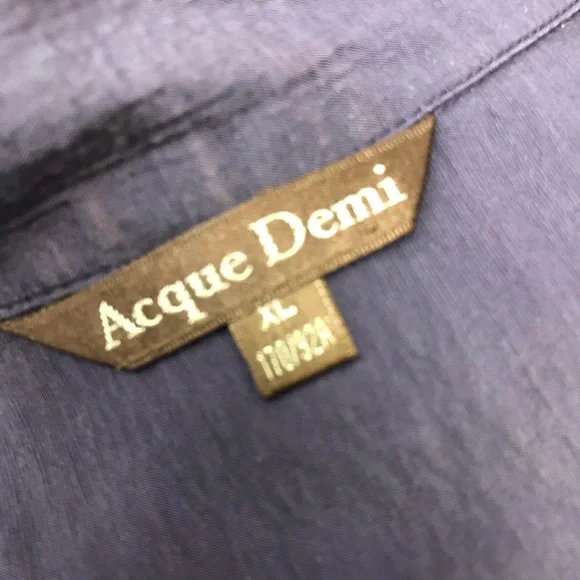 Acque Demi
XL
170/92A